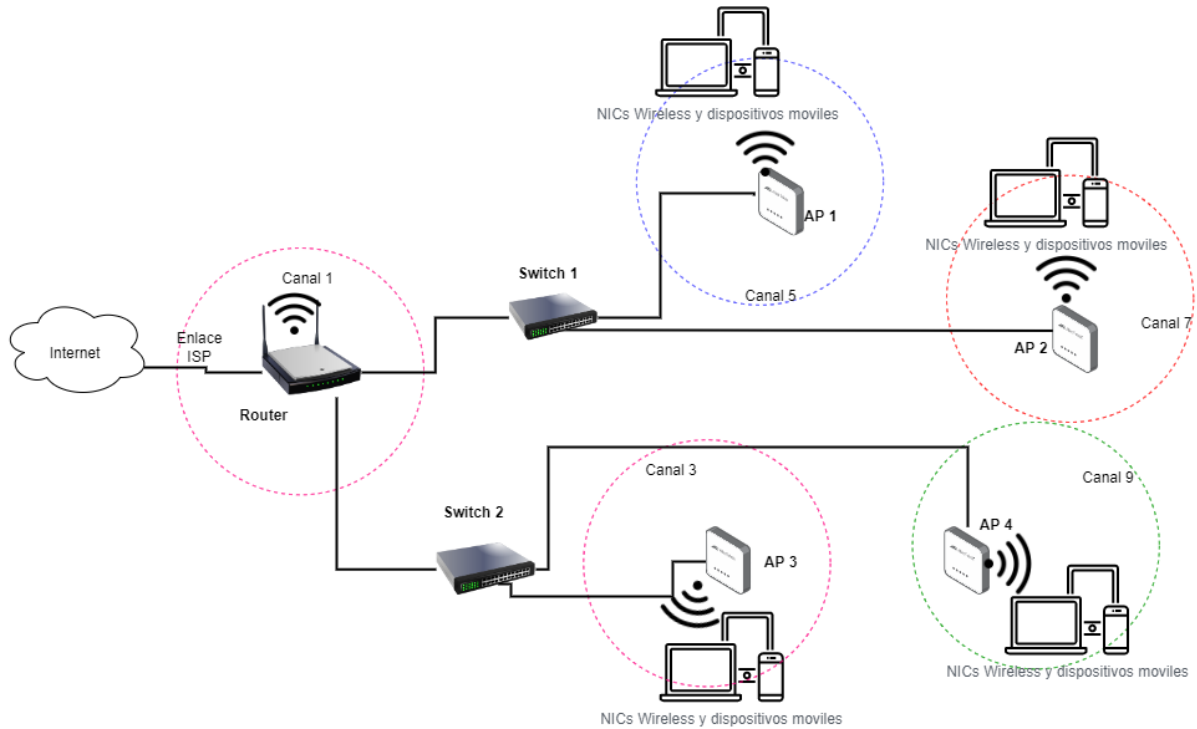 NICs Wireless y dispositivos moviles
AP 1
Canal 5
NICs Wireless y dispositivos moviles
Canal 7
AP 2
Switch 1
Canal 1
Internet
Enlace
ISP
Router
Canal 3
Switch 2
AP 3
NICs Wireless y dispositivos moviles
Canal 9
AP 4
NICs Wireless y dispositivos moviles